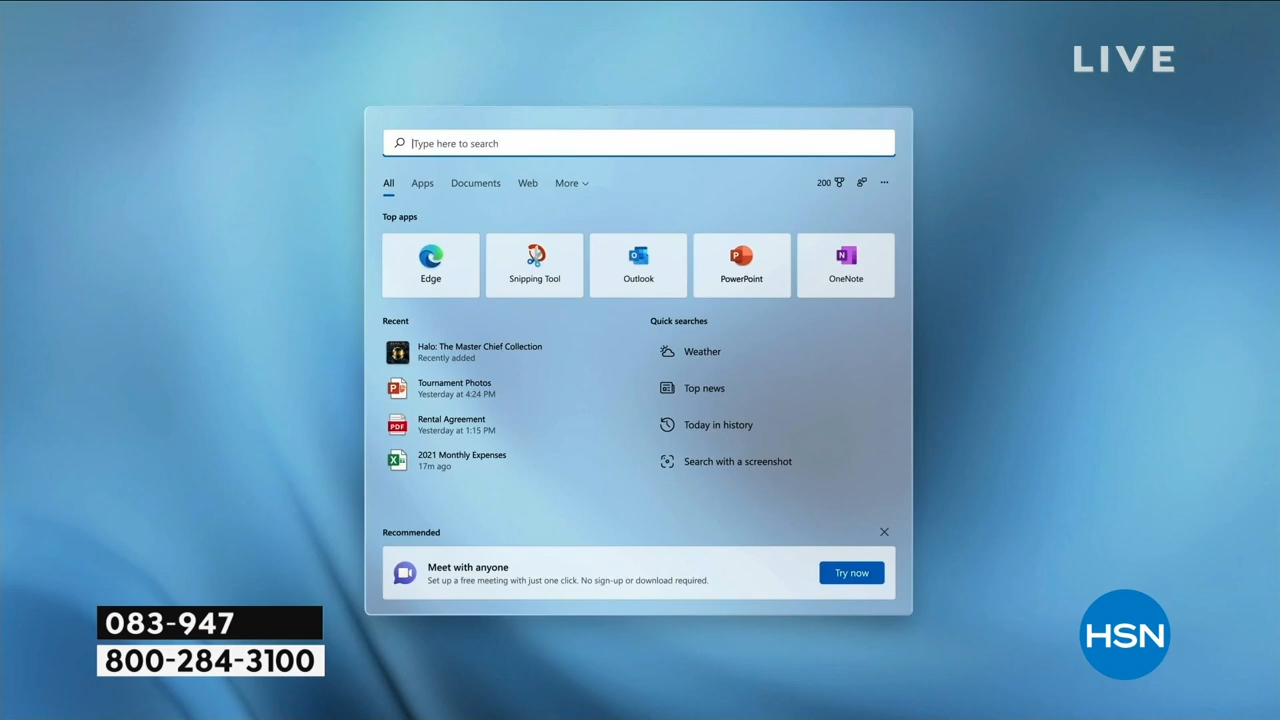 LIVE
Type here to search
All Apps Documents Web More
200
Top apps
Edge
Snipping Tool
Outlook
PowerPoint
OneNote
Recent
Halo: The Master Chief Collection
Recently added
Tournament Photos
Yesterday at 4:24 PM
Rental Agreement
Yesterday at 1:15 PM
2021 Monthly Expenses
17m ago
Quick searches
Weather
Top news
Today in history
Search with a screenshot
Recommended
Meet with anyone
Set up a free meeting with just one click. No sign-up or download required.
Try now
083-947
800-284-3100
HSN